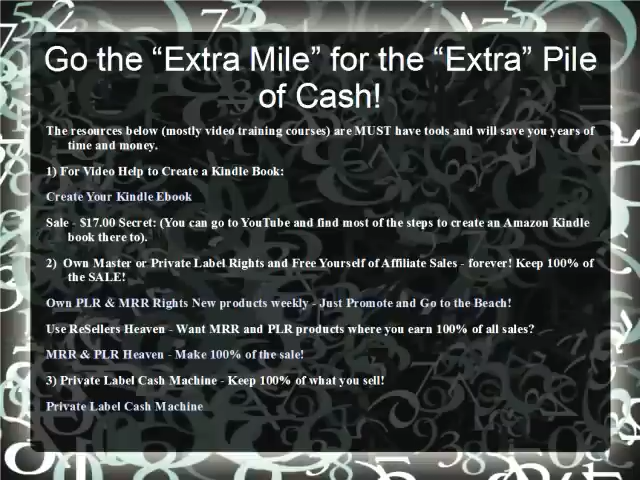 Go the “Extra Mile” for the “Extra” Pile
of Cash!
The resources below (mostly video training courses) are MUST have tools and will save you years of
time and money.
1) For Video Help to Create a Kindle Book:
Create Your Kindle Ebook
Sale - $17.00 Secret: (You can go to YouTube and find most of the steps to create an Amazon Kindle
book there to).
2) Own Master or Private Label Rights and Free Yourself of Affiliate Sales - forever! Keep 100% of
the SALE!
Own PLR & MRR Rights New products weekly - Just Promote and Go to the Beach!
Use ReSellers Heaven - Want MRR and PLR products where you earn 100% of all sales?
MRR & PLR Heaven - Make 100% of the sale!
3) Private Label Cash Machine - Keep 100% of what you sell!
Private Label Cash Machine